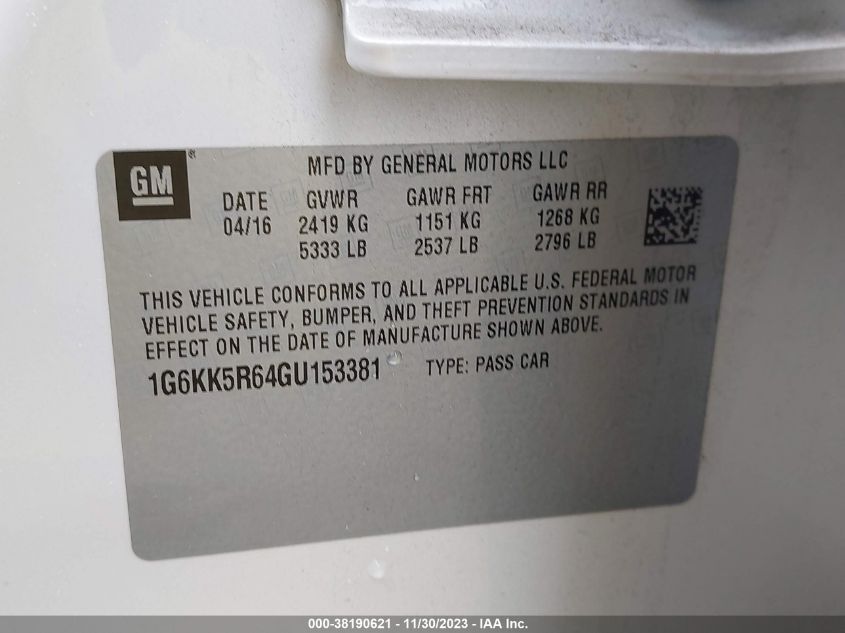 GM ®
MFD BY GENERAL MOTORS LLC
DATE GVWR GAWR FRT GAWR RR
04/16 2419 KG 1151 KG 1268 KG
5333 LB 2537 LB 2796 LB
THIS VEHICLE CONFORMS TO ALL APPLICABLE U.S. FEDERAL MOTOR
VEHICLE SAFETY, BUMPER, AND THEFT PREVENTION STANDARDS IN
EFFECT ON THE DATE OF MANUFACTURE SHOWN ABOVE.
1G6KK5R64GU153381 TYPE: PASS CAR
000-38190621 - 11/30/2023 - IAA Inc.